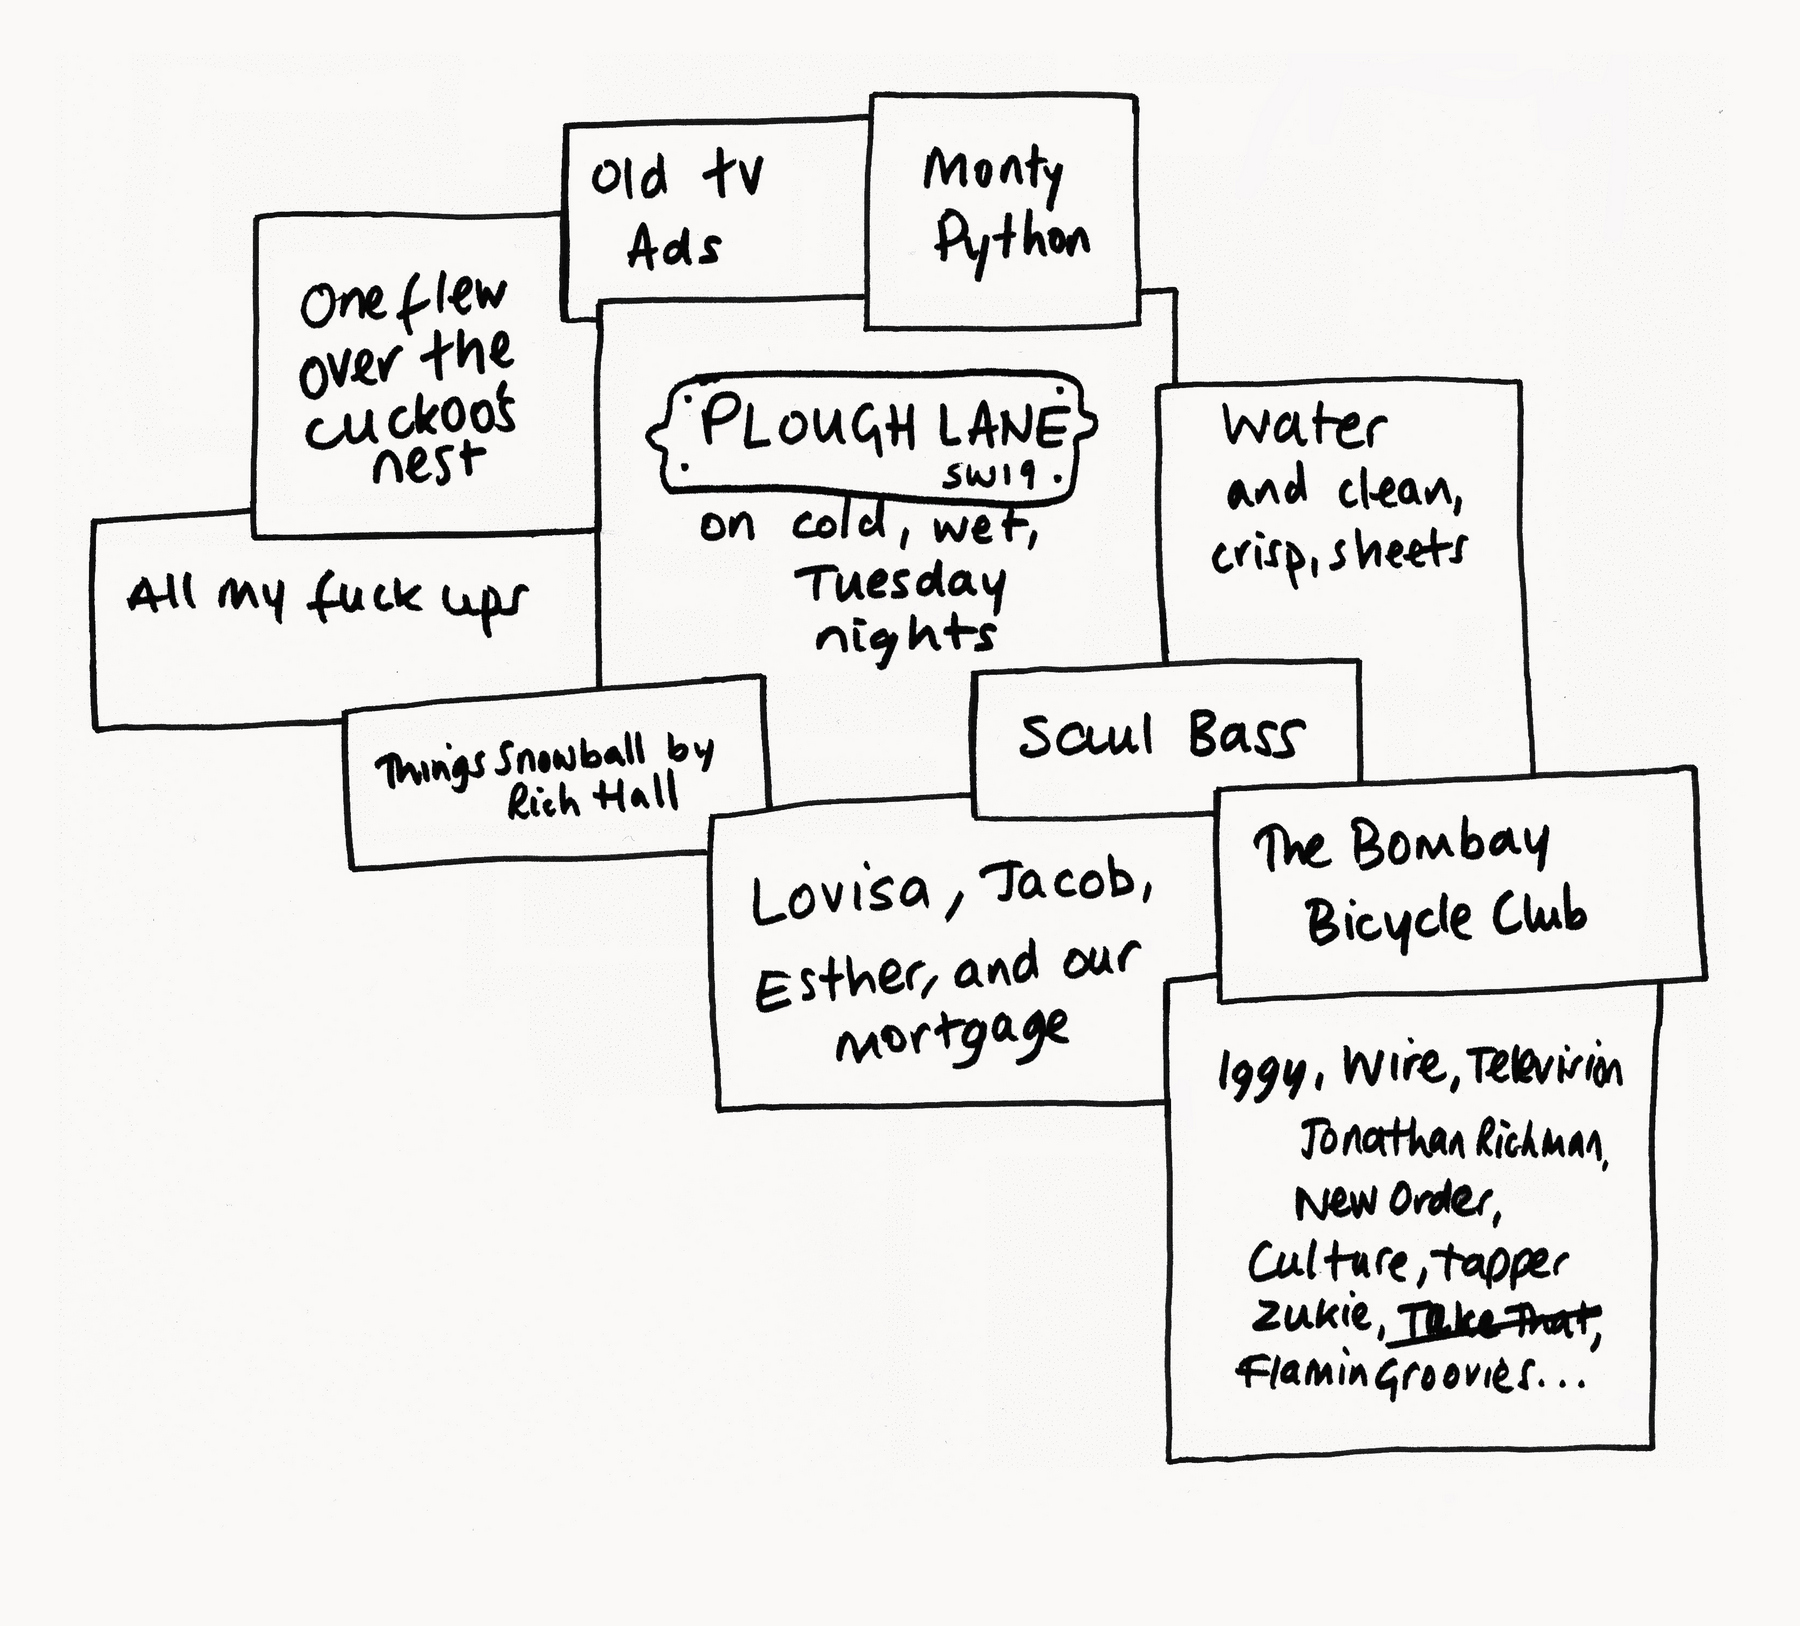 Old tv
Ads
Monty
Python
One flew
over the
cuckoo's
nest
PLOUGH LANE
SW19.
on cold, wet,
Tuesday
nights
Water
and clean,
crisp, sheets
All my fuck ups
Things Snowball by
Rich Hall
Saul Bass
The Bombay
Bicycle Club
Lovisa, Jacob,
Esther, and our
mortgage
Iggy, Wire, Television
Jonathan Richman,
New Order,
Culture, tapper
Zukie, Take That,
Flamin Groovies...